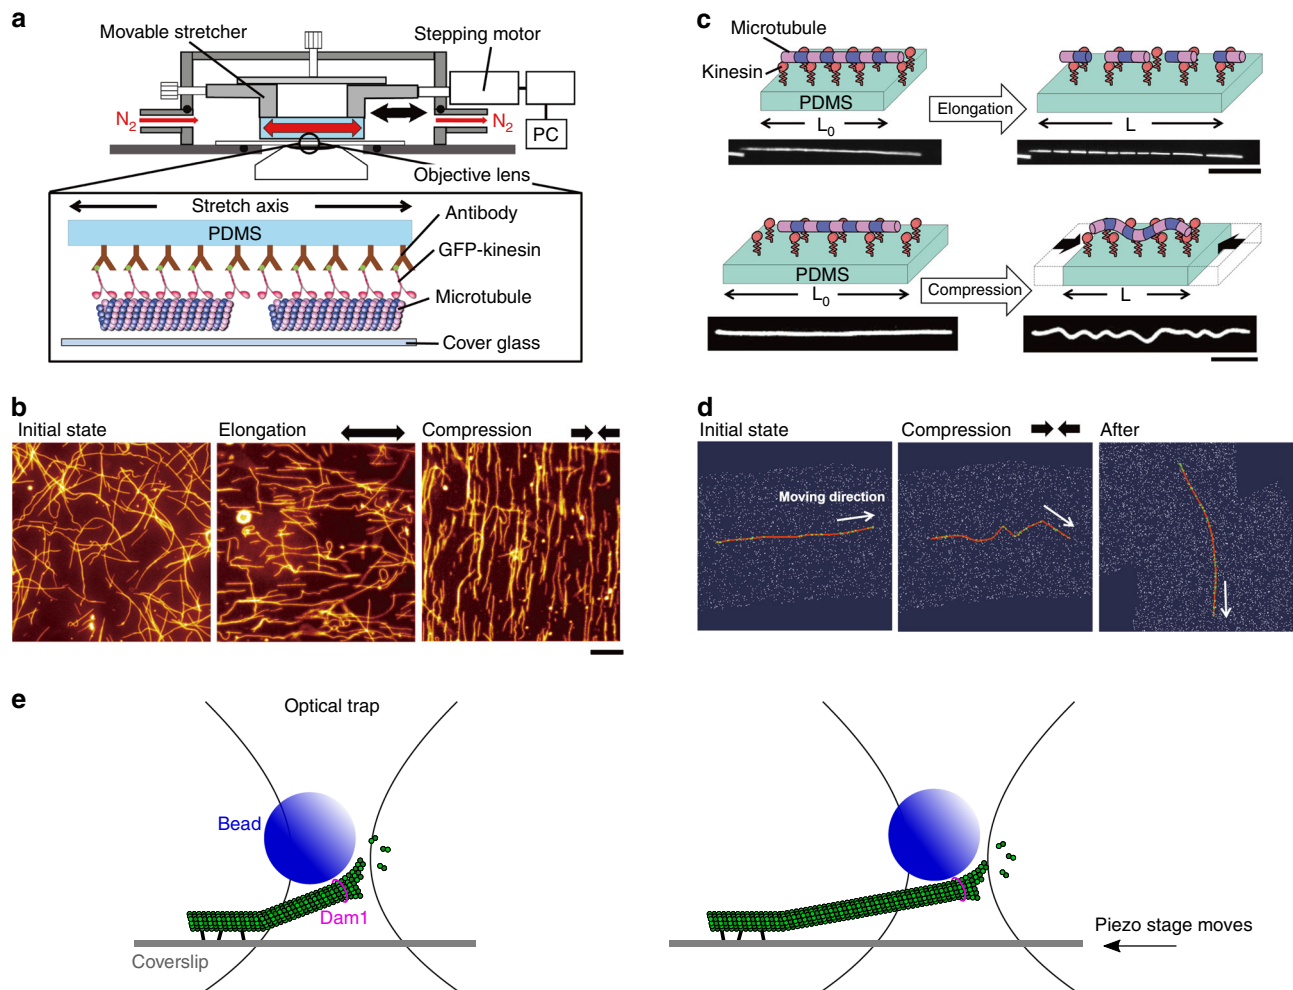 a
Movable stretcher
Stepping motor
N2
N2
PC
Objective lens
Stretch axis
PDMS
Antibody
GFP-kinesin
Microtubule
Cover glass
b
Initial state
Elongation
Compression
c
Microtubule
Kinesin
PDMS
L0
Elongation
L
PDMS
L0
Compression
L
d
Initial state
Compression
After
Moving direction
e
Optical trap
Bead
Dam1
Coverslip
Piezo stage moves